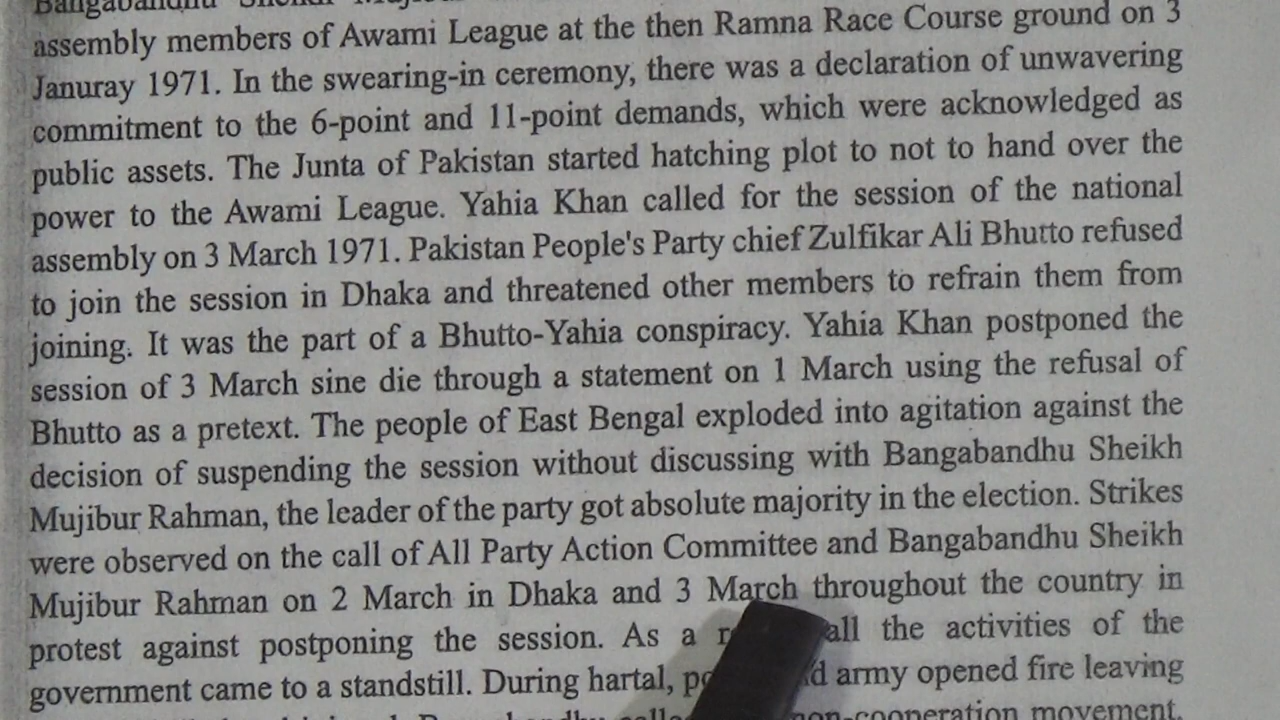 Bangabandhu Sheikh
assembly members of Awami League at the then Ramna Race Course ground on 3
Januray 1971. In the swearing-in ceremony, there was a declaration of unwavering
commitment to the 6-point and 11-point demands, which were acknowledged as
public assets. The Junta of Pakistan started hatching plot to not to hand over the
power to the Awami League. Yahia Khan called for the session of the national
assembly on 3 March 1971. Pakistan People's Party chief Zulfikar Ali Bhutto refused
to join the session in Dhaka and threatened other members to refrain them from
joining. It was the part of a Bhutto-Yahia conspiracy. Yahia Khan postponed the
session of 3 March sine die through a statement on 1 March using the refusal of
Bhutto as a pretext. The people of East Bengal exploded into agitation against the
decision of suspending the session without discussing with Bangabandhu Sheikh
Mujibur Rahman, the leader of the party got absolute majority in the election. Strikes
were observed on the call of All Party Action Committee and Bangabandhu Sheikh
Mujibur Rahman on 2 March in Dhaka and 3 March throughout the country in
protest against postponing the session. As a all the activities of the
government came to a standstill. During hartal, army opened fire leaving
non-cooperation movement.